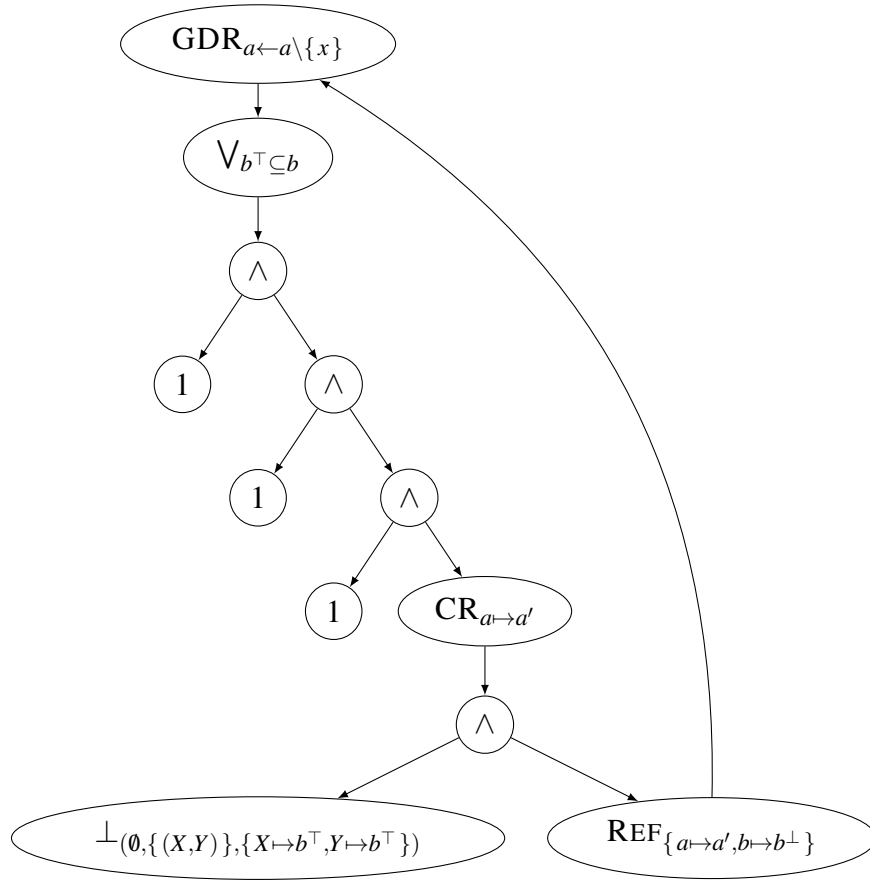 GDR_{a←a\{x}}
⋁_{b^⊤⊆b}
∧
1 ∧
1 ∧
1 CR_{a↦a′}
∧
⊥_{(∅,{(X,Y)},{X↦b^⊤,Y↦b^⊤})} REF_{{a↦a′,b↦b^⊥}}